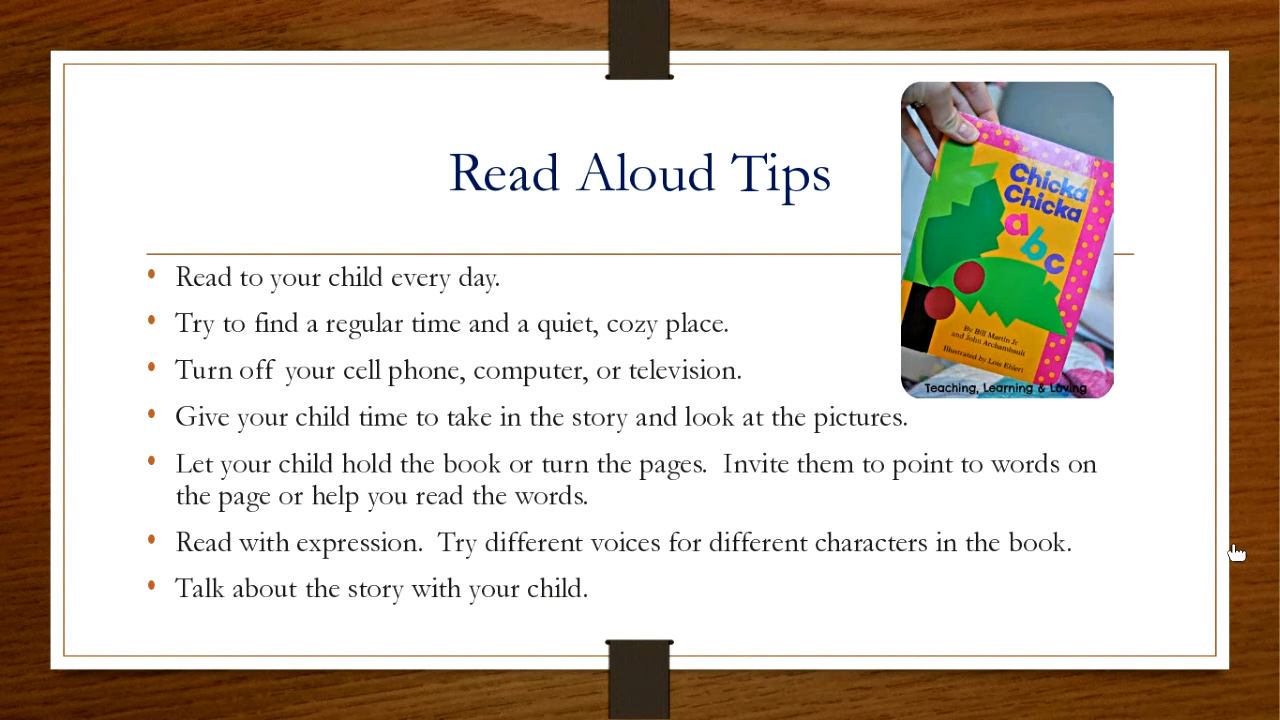 Read Aloud Tips
Chicka
Chicka
abc
By Bill Martin Jr
and John Archambault
Illustrated by Lois Ehlert
Teaching, Learning & Loving
• Read to your child every day.
• Try to find a regular time and a quiet, cozy place.
• Turn off your cell phone, computer, or television.
• Give your child time to take in the story and look at the pictures.
• Let your child hold the book or turn the pages.  Invite them to point to words on
the page or help you read the words.
• Read with expression.  Try different voices for different characters in the book.
• Talk about the story with your child.